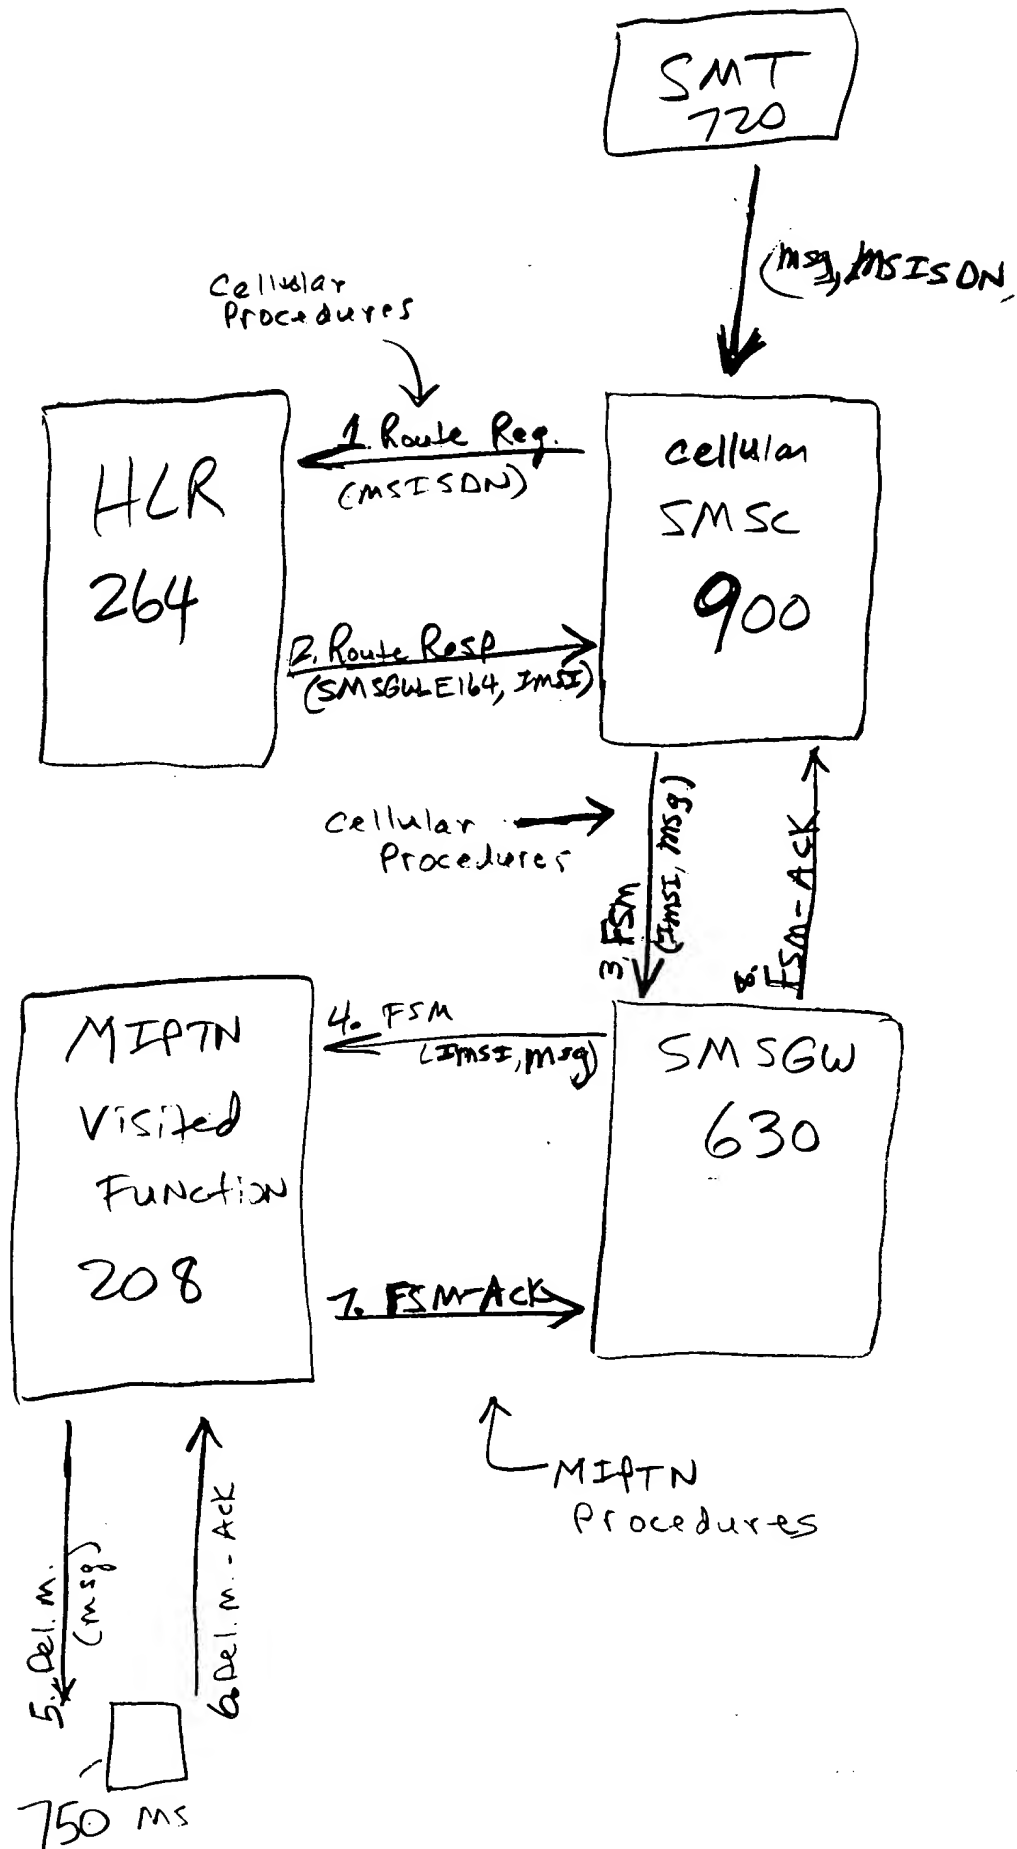 SMT
720
(msg, MSISDN,
Cellular
Procedures
1. Route Req.
(MSISDN)
HLR
264
cellular
SMSC
900
2. Route Resp
(SMSGW_E164, IMSI)
Cellular
Procedures
3. FSM
(IMSI, msg)
8. FSM-Ack
MIPTN
Visited
Function
208
4. FSM
(IMSI, msg)
SMSGW
630
7. FSM-Ack
MIPTN
Procedures
5. Del. M.
(msg)
6. Del. M. - Ack
750 MS